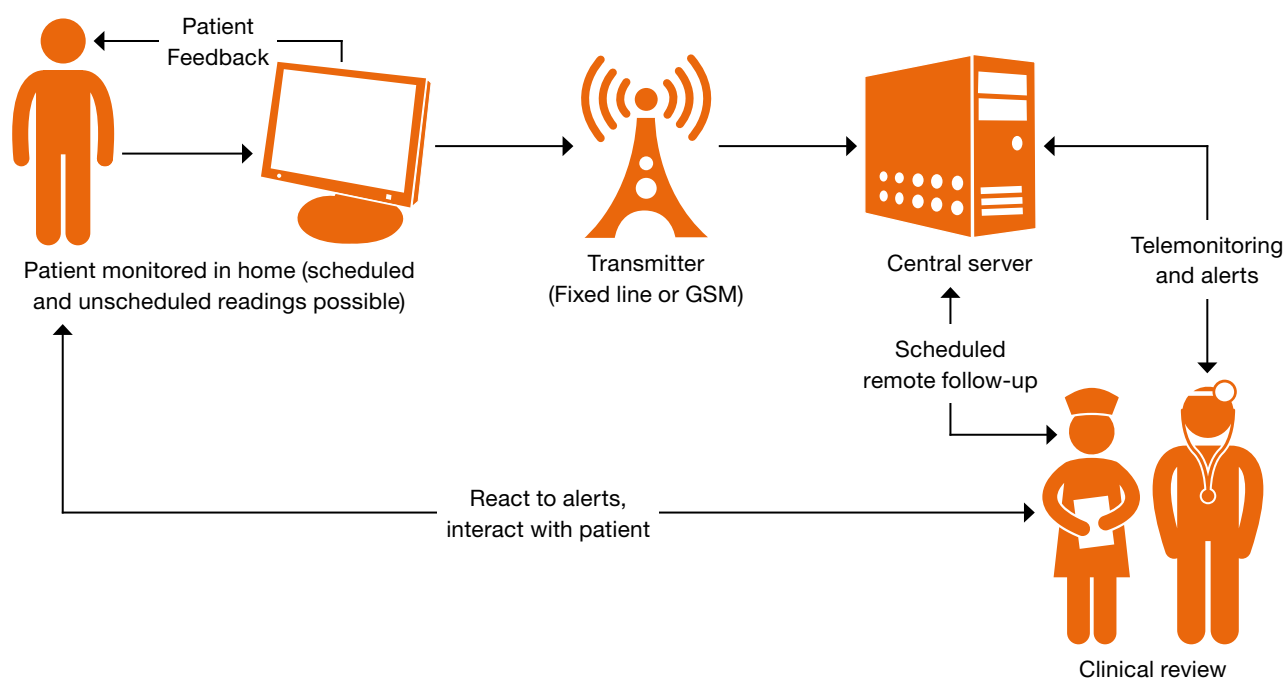 Patient
Feedback
Patient monitored in home (scheduled
and unscheduled readings possible)
Transmitter
(Fixed line or GSM)
Central server
Telemonitoring
and alerts
Scheduled
remote follow-up
React to alerts,
interact with patient
Clinical review